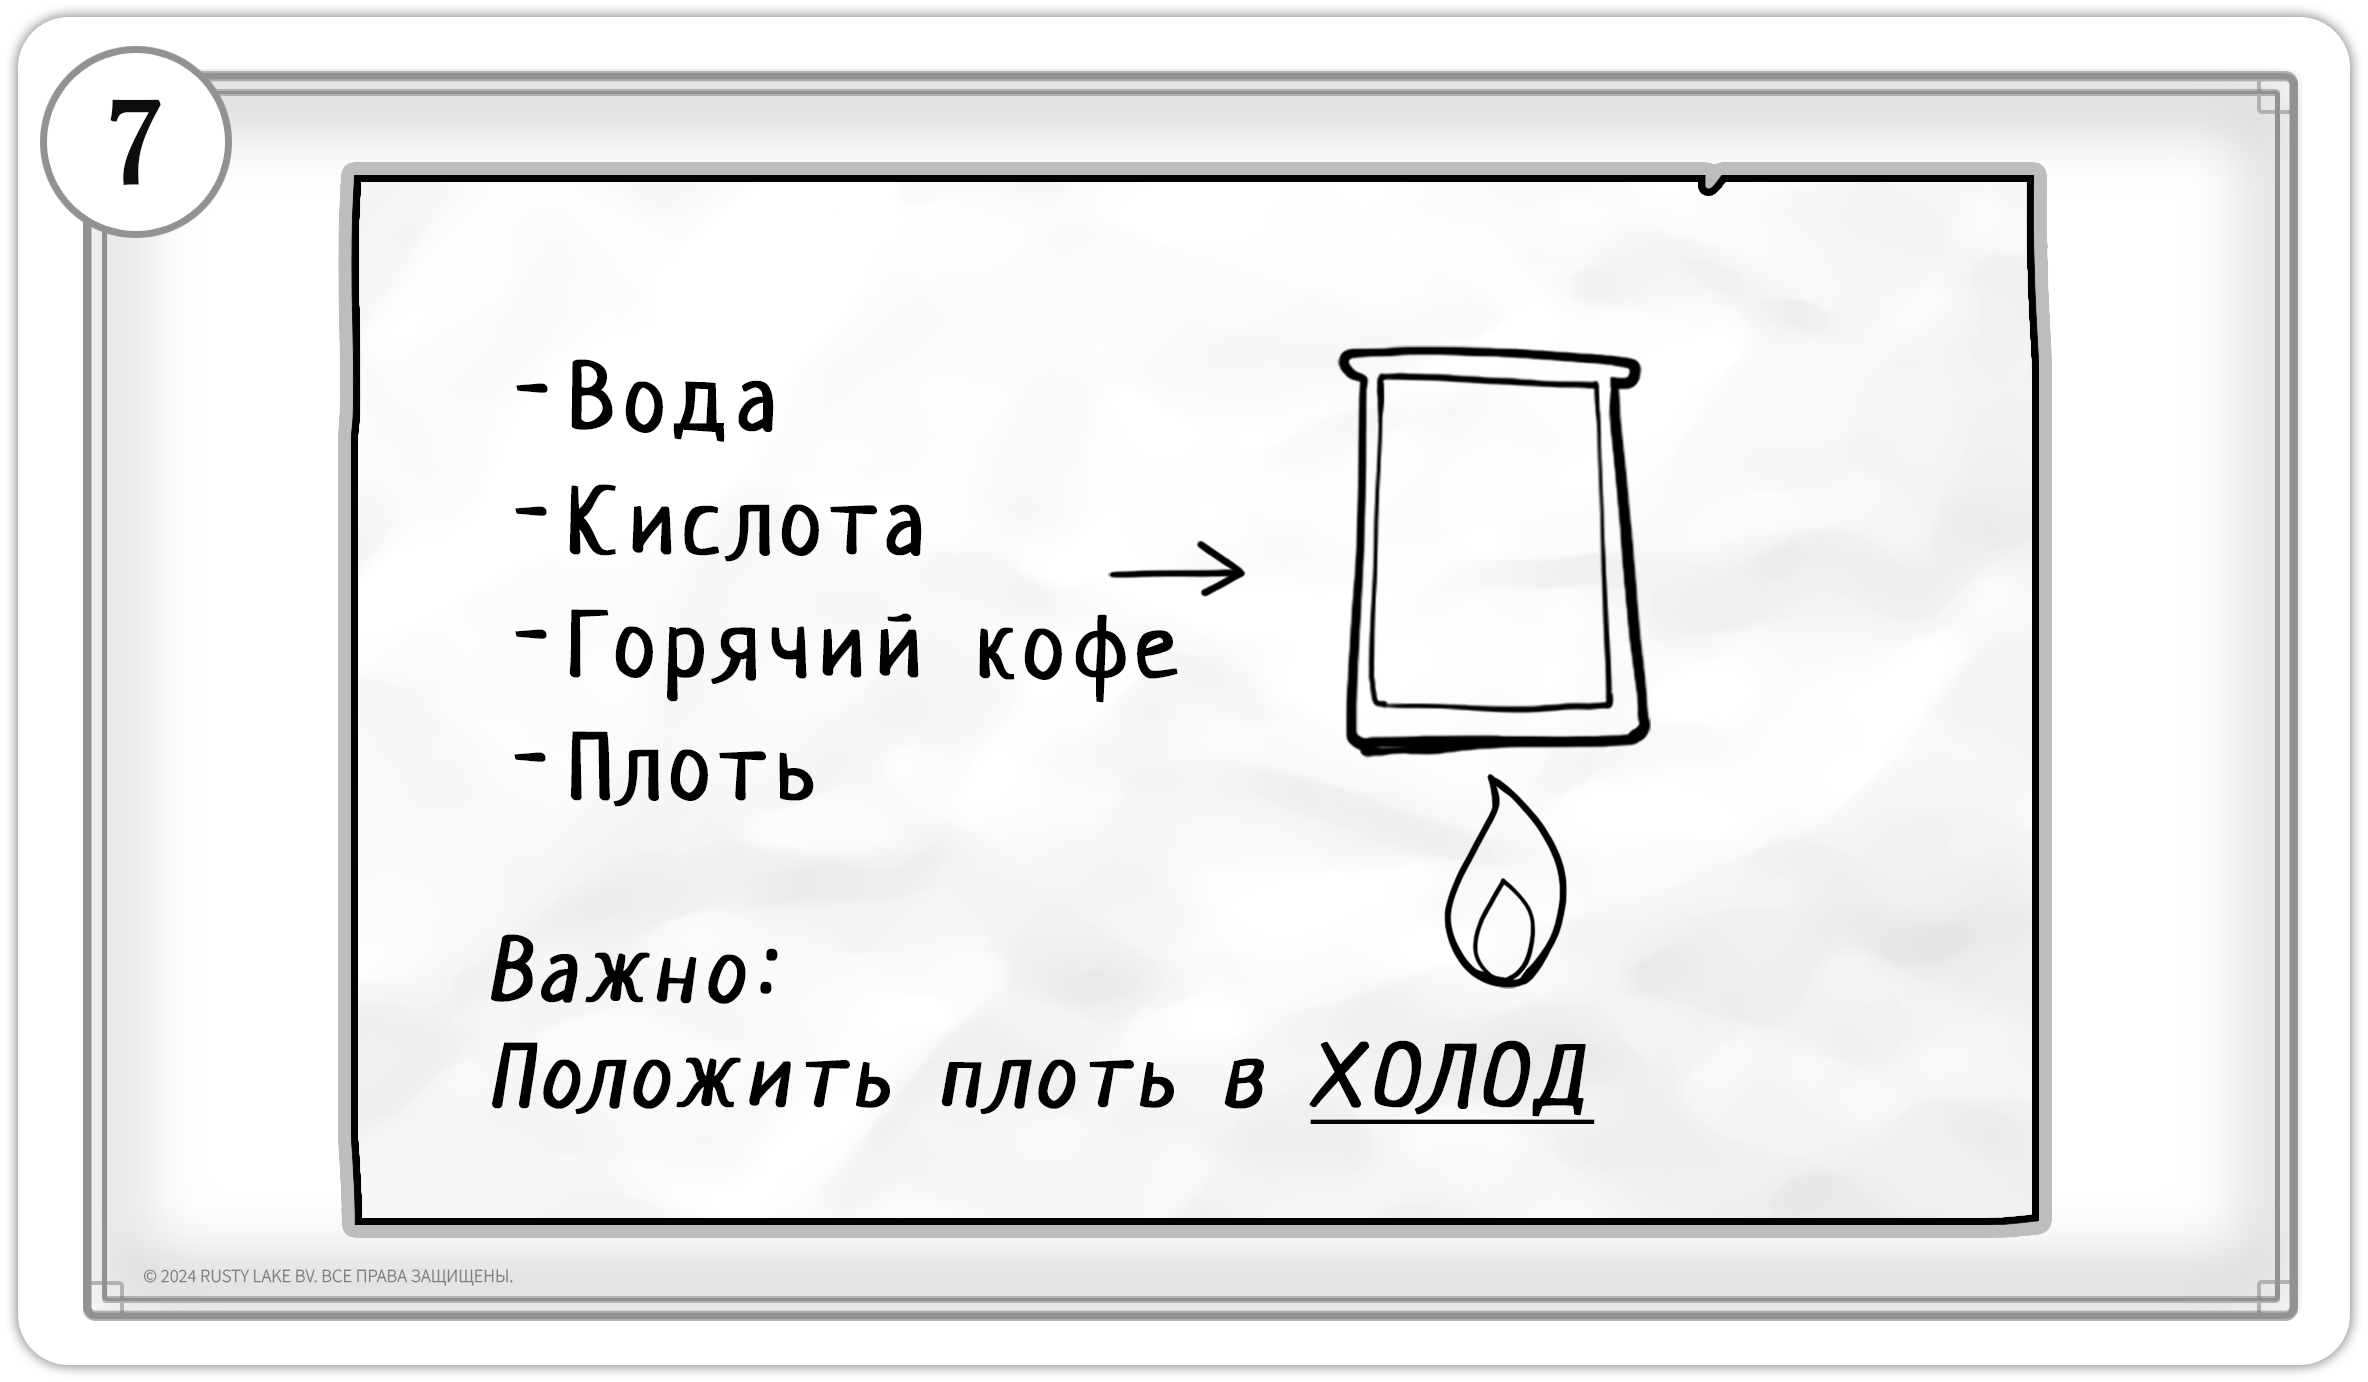 7
- Вода
- Кислота
- Горячий кофе
- Плоть
Важно:
Положить плоть в ХОЛОД
© 2024 RUSTY LAKE BV. ВСЕ ПРАВА ЗАЩИЩЕНЫ.